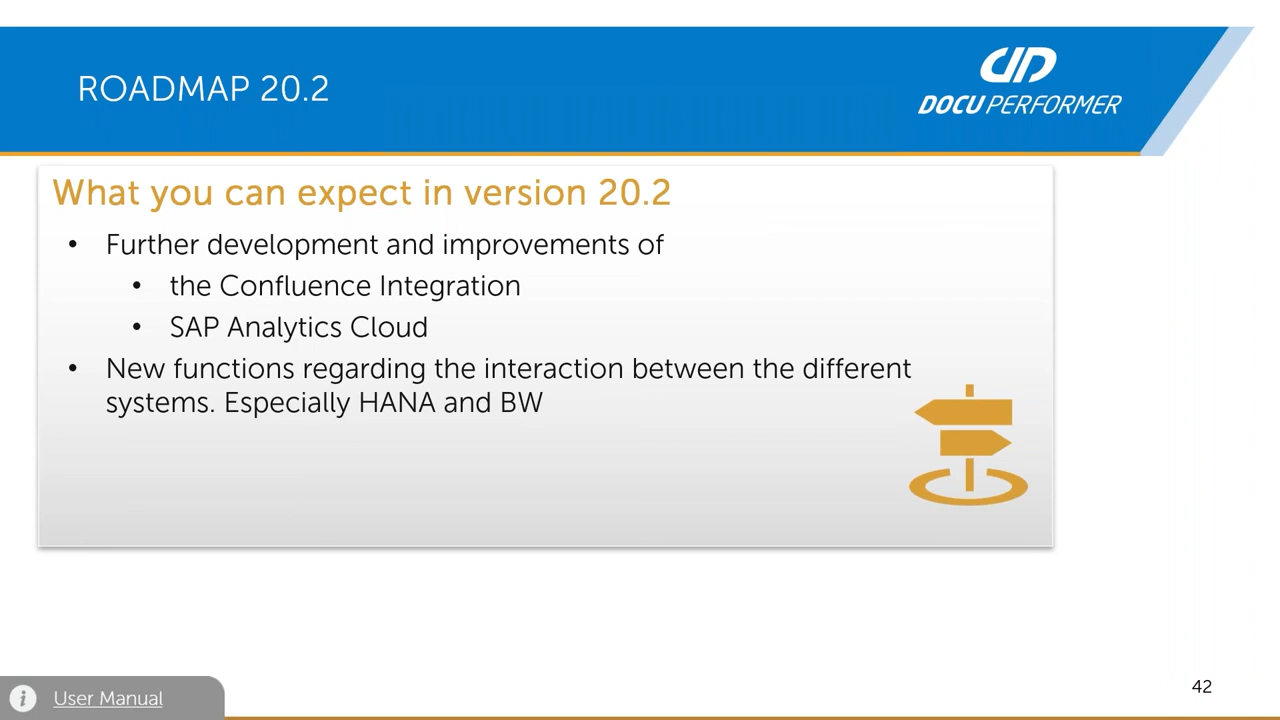 ROADMAP 20.2
DOCU PERFORMER
What you can expect in version 20.2
• Further development and improvements of
• the Confluence Integration
• SAP Analytics Cloud
• New functions regarding the interaction between the different
systems. Especially HANA and BW
i User Manual
42